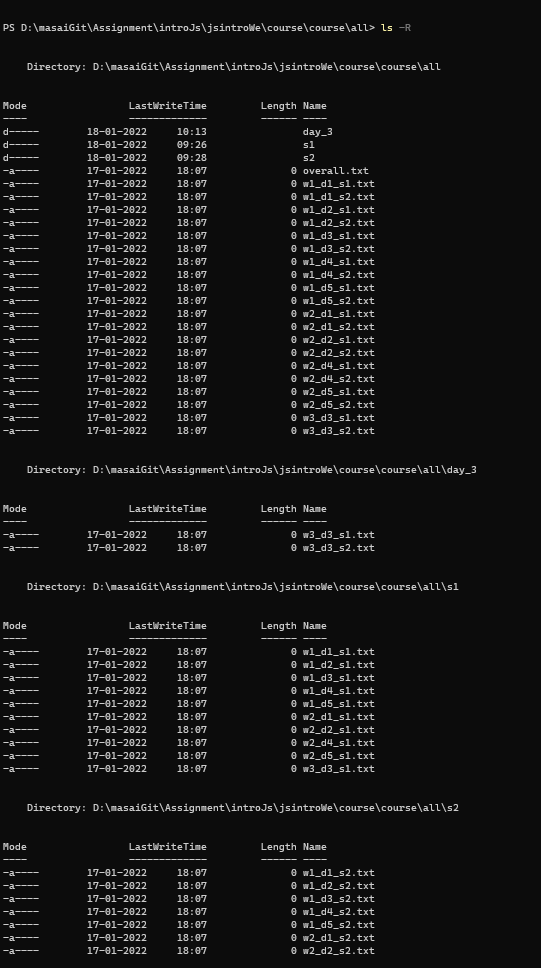 PS D:\masaiGit\Assignment\introJs\jsintroWe\course\course\all> ls -R
Directory: D:\masaiGit\Assignment\introJs\jsintroWe\course\course\all
Mode LastWriteTime Length Name
---- ------------- ------ ----
d----- 18-01-2022 10:13 day_3
d----- 18-01-2022 09:26 s1
d----- 18-01-2022 09:28 s2
-a---- 17-01-2022 18:07 0 overall.txt
-a---- 17-01-2022 18:07 0 w1_d1_s1.txt
-a---- 17-01-2022 18:07 0 w1_d1_s2.txt
-a---- 17-01-2022 18:07 0 w1_d2_s1.txt
-a---- 17-01-2022 18:07 0 w1_d2_s2.txt
-a---- 17-01-2022 18:07 0 w1_d3_s1.txt
-a---- 17-01-2022 18:07 0 w1_d3_s2.txt
-a---- 17-01-2022 18:07 0 w1_d4_s1.txt
-a---- 17-01-2022 18:07 0 w1_d4_s2.txt
-a---- 17-01-2022 18:07 0 w1_d5_s1.txt
-a---- 17-01-2022 18:07 0 w1_d5_s2.txt
-a---- 17-01-2022 18:07 0 w2_d1_s1.txt
-a---- 17-01-2022 18:07 0 w2_d1_s2.txt
-a---- 17-01-2022 18:07 0 w2_d2_s1.txt
-a---- 17-01-2022 18:07 0 w2_d2_s2.txt
-a---- 17-01-2022 18:07 0 w2_d4_s1.txt
-a---- 17-01-2022 18:07 0 w2_d4_s2.txt
-a---- 17-01-2022 18:07 0 w2_d5_s1.txt
-a---- 17-01-2022 18:07 0 w2_d5_s2.txt
-a---- 17-01-2022 18:07 0 w3_d3_s1.txt
-a---- 17-01-2022 18:07 0 w3_d3_s2.txt
Directory: D:\masaiGit\Assignment\introJs\jsintroWe\course\course\all\day_3
Mode LastWriteTime Length Name
---- ------------- ------ ----
-a---- 17-01-2022 18:07 0 w3_d3_s1.txt
-a---- 17-01-2022 18:07 0 w3_d3_s2.txt
Directory: D:\masaiGit\Assignment\introJs\jsintroWe\course\course\all\s1
Mode LastWriteTime Length Name
---- ------------- ------ ----
-a---- 17-01-2022 18:07 0 w1_d1_s1.txt
-a---- 17-01-2022 18:07 0 w1_d2_s1.txt
-a---- 17-01-2022 18:07 0 w1_d3_s1.txt
-a---- 17-01-2022 18:07 0 w1_d4_s1.txt
-a---- 17-01-2022 18:07 0 w1_d5_s1.txt
-a---- 17-01-2022 18:07 0 w2_d1_s1.txt
-a---- 17-01-2022 18:07 0 w2_d2_s1.txt
-a---- 17-01-2022 18:07 0 w2_d4_s1.txt
-a---- 17-01-2022 18:07 0 w2_d5_s1.txt
-a---- 17-01-2022 18:07 0 w3_d3_s1.txt
Directory: D:\masaiGit\Assignment\introJs\jsintroWe\course\course\all\s2
Mode LastWriteTime Length Name
---- ------------- ------ ----
-a---- 17-01-2022 18:07 0 w1_d1_s2.txt
-a---- 17-01-2022 18:07 0 w1_d2_s2.txt
-a---- 17-01-2022 18:07 0 w1_d3_s2.txt
-a---- 17-01-2022 18:07 0 w1_d4_s2.txt
-a---- 17-01-2022 18:07 0 w1_d5_s2.txt
-a---- 17-01-2022 18:07 0 w2_d1_s2.txt
-a---- 17-01-2022 18:07 0 w2_d2_s2.txt